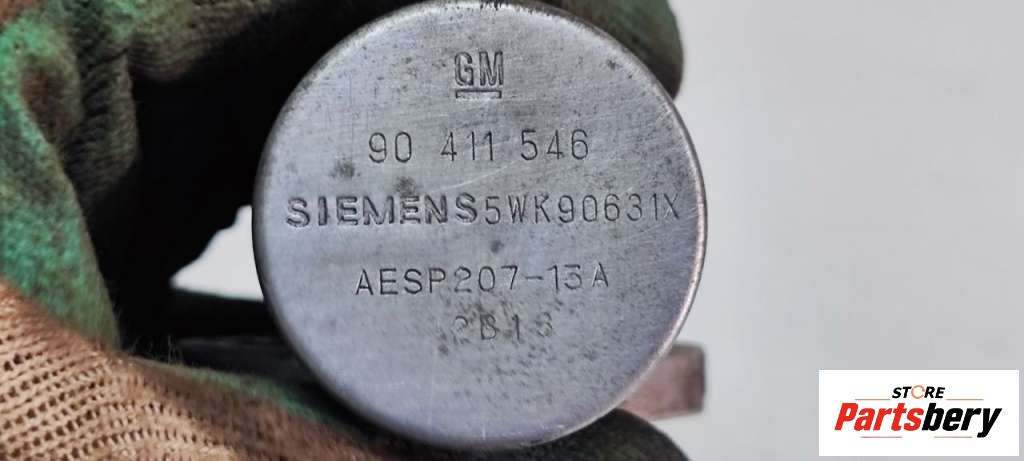 GM
90 411 546
SIEMENS5WK90631X
AESP207-13A
2B13
STORE
Partsbery